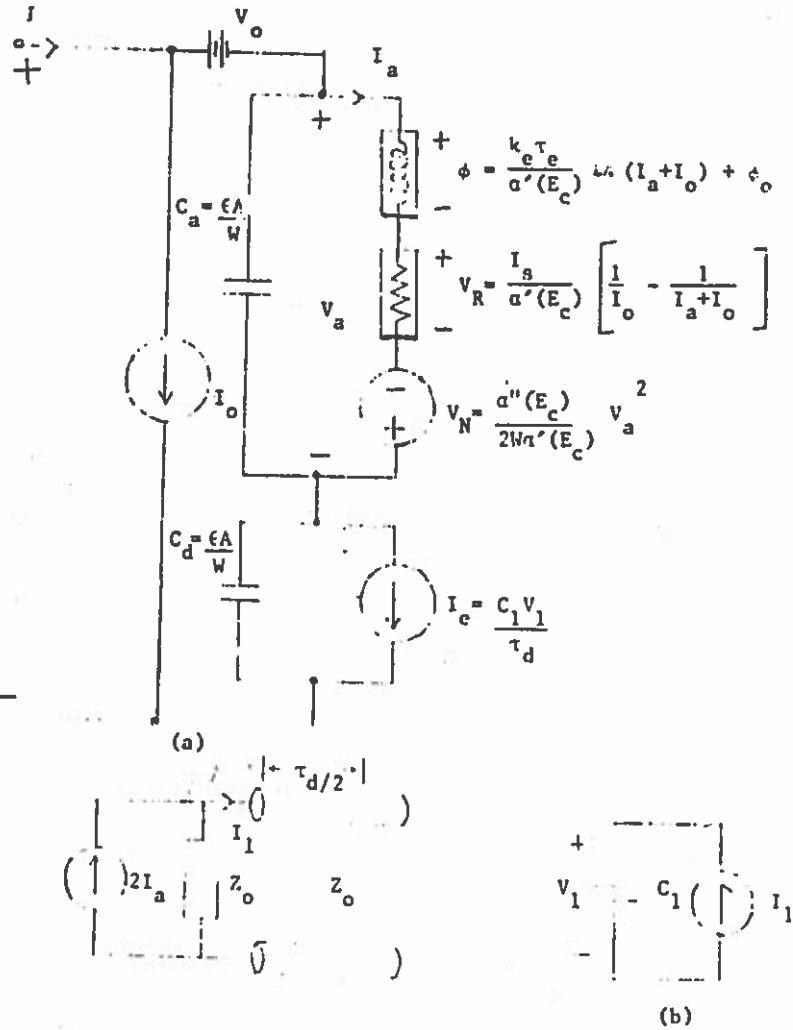 I
V_o
+
I_a
+
+
φ = k_e τ_e / α′(E_c) ln (I_a+I_o) + φ_o
−
C_a = εA / W
+
V_R = I_s / α′(E_c) [ 1 / I_o − 1 / I_a+I_o ]
−
V_a
I_o
−
+
V_N = α″(E_c) / 2Wα′(E_c) V_a^2
−
C_d = εA / W
I_e = C_1 V_1 / τ_d
−
(a)
τ_d/2
I_1
2I_a
Z_o
Z_o
+
V_1
−
C_1
I_1
(b)